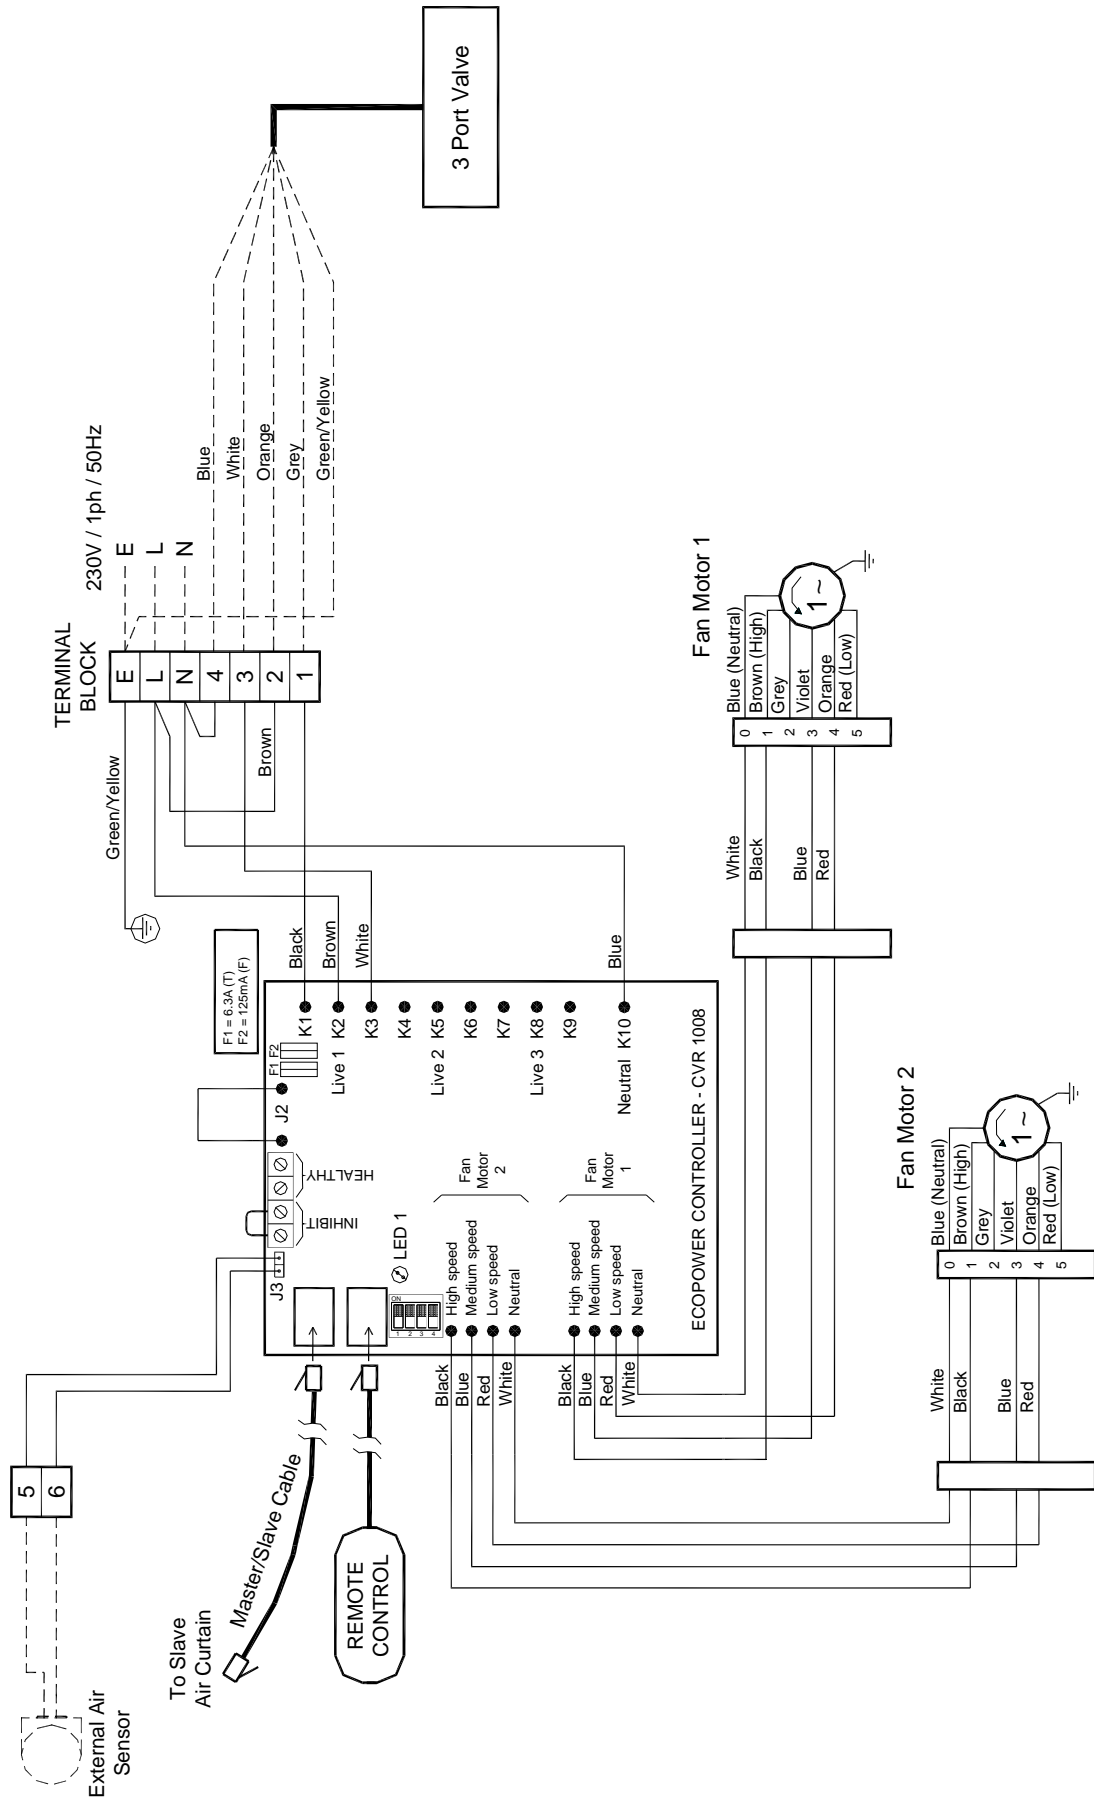 3 Port Valve
230V / 1ph / 50Hz
E
L
N
Blue
White
Orange
Grey
Green/Yellow
TERMINAL
BLOCK
E
L
N
4
3
2
1
Green/Yellow
Brown
F1 = 6.3A (T)
F2 = 125mA (F)
Black
Brown
White
Blue
F1
F2
J2
K1
Live 1 K2
K3
K4
Live 2 K5
K6
K7
Live 3 K8
K9
Neutral K10
HEALTHY
INHIBIT
J3
LED 1
ON
1 2 3 4
High speed
Medium speed
Low speed
Neutral
Fan
Motor
2
High speed
Medium speed
Low speed
Neutral
Fan
Motor
1
ECOPOWER CONTROLLER - CVR 1008
Black
Blue
Red
White
Black
Blue
Red
White
5
6
External Air
Sensor
To Slave
Air Curtain
Master/Slave Cable
REMOTE
CONTROL
Fan Motor 1
Blue (Neutral)
Brown (High)
Grey
Violet
Orange
Red (Low)
1~
0
1
2
3
4
5
White
Black
Blue
Red
Fan Motor 2
Blue (Neutral)
Brown (High)
Grey
Violet
Orange
Red (Low)
1~
0
1
2
3
4
5
White
Black
Blue
Red